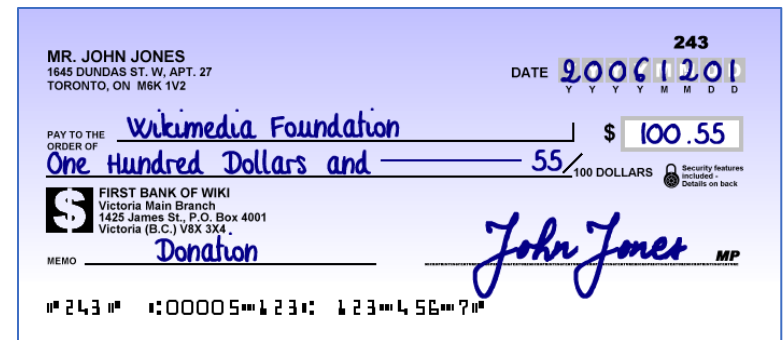 243
MR. JOHN JONES
1645 DUNDAS ST. W, APT. 27
TORONTO, ON M6K 1V2
DATE 20061201
Y Y Y Y M M D D
PAY TO THE ORDER OF Wikimedia Foundation $ 100.55
One Hundred Dollars and 55/100 DOLLARS
Security features
included -
Details on back
$
FIRST BANK OF WIKI
Victoria Main Branch
1425 James St., P.O. Box 4001
Victoria (B.C.) V8X 3X4
MEMO Donation
John Jones MP
⑈243⑈ ⑆00005⑉123⑆ 123⑉456⑉7⑈